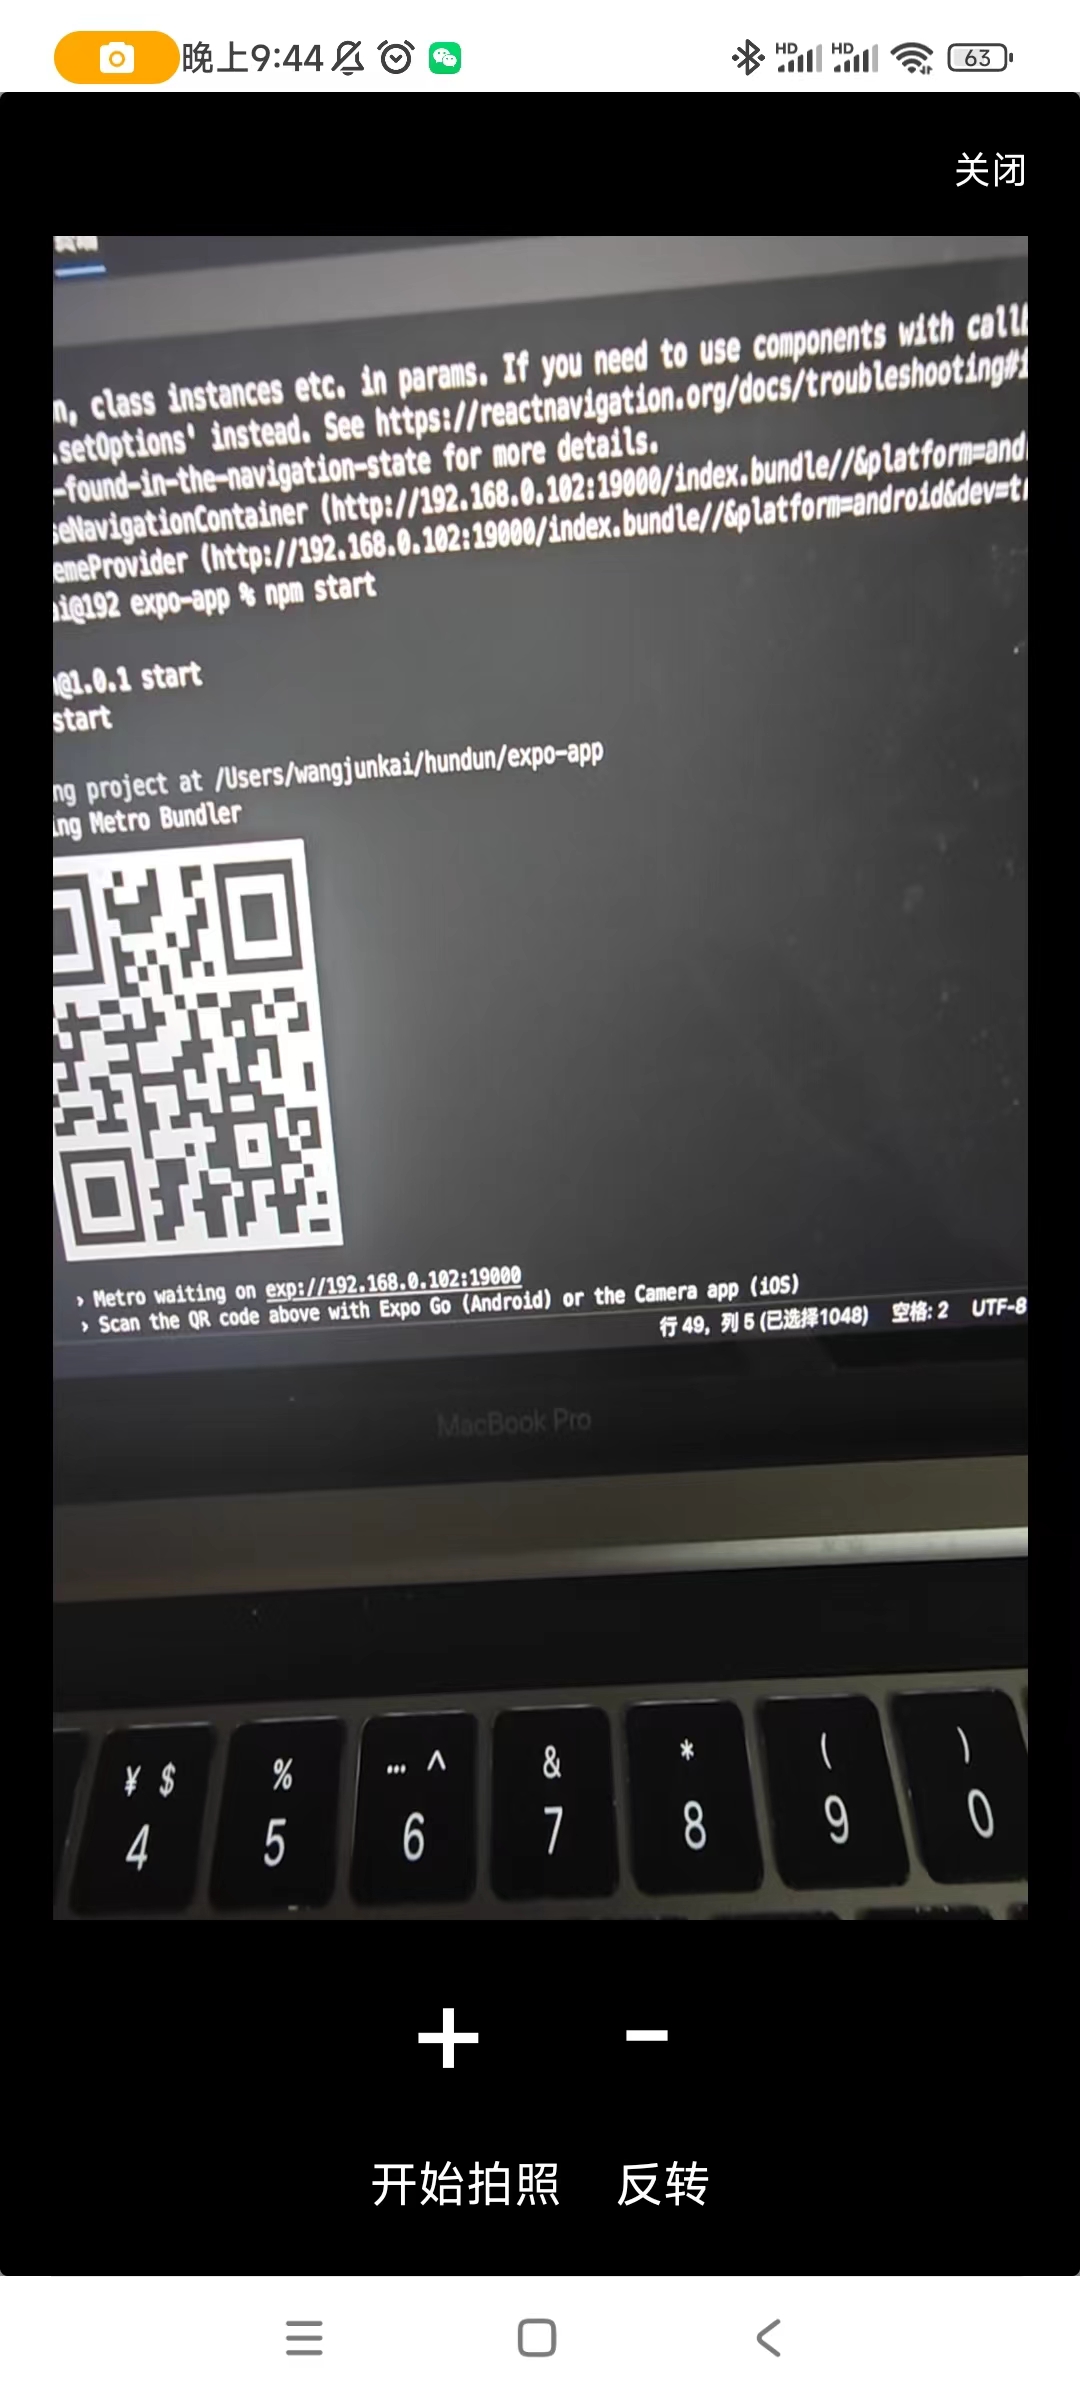 晚上9:44
HD
HD
63
关闭
n, class instances etc. in params. If you need to use components with
.setOptions' instead. See https://reactnavigation.org/docs/troubleshooting#
-found-in-the-navigation-state for more details.
seNavigationContainer (http://192.168.0.102:19000/index.bundle//&platform=and
emeProvider (http://192.168.0.102:19000/index.bundle//&platform=android&dev=t
ai@192 expo-app % npm start
@1.0.1 start
start
ng project at /Users/wangjunkai/hundun/expo-app
ing Metro Bundler
› Metro waiting on exp://192.168.0.102:19000
› Scan the QR code above with Expo Go (Android) or the Camera app (iOS)
行 49, 列 5 (已选择1048) 空格: 2 UTF-8
MacBook Pro
¥ $ % … ^ & * ( )
4 5 6 7 8 9 0
+ −
开始拍照 反转